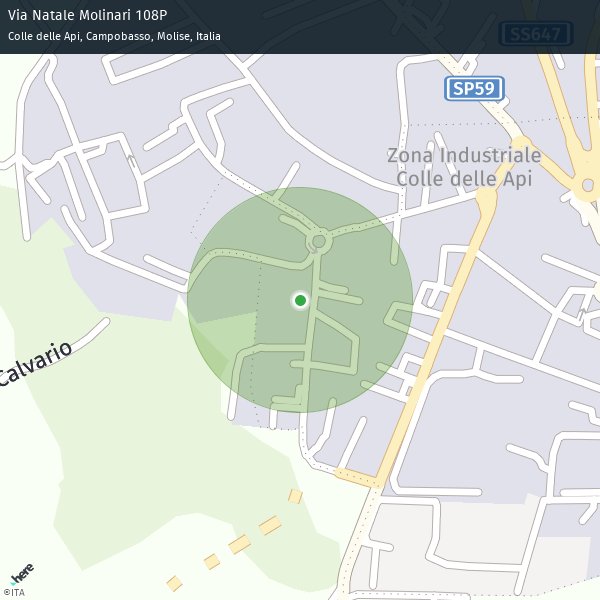 Via Natale Molinari 108P
Colle delle Api, Campobasso, Molise, Italia
SS647
SP59
Zona Industriale
Colle delle Api
Calvario
here
©ITA